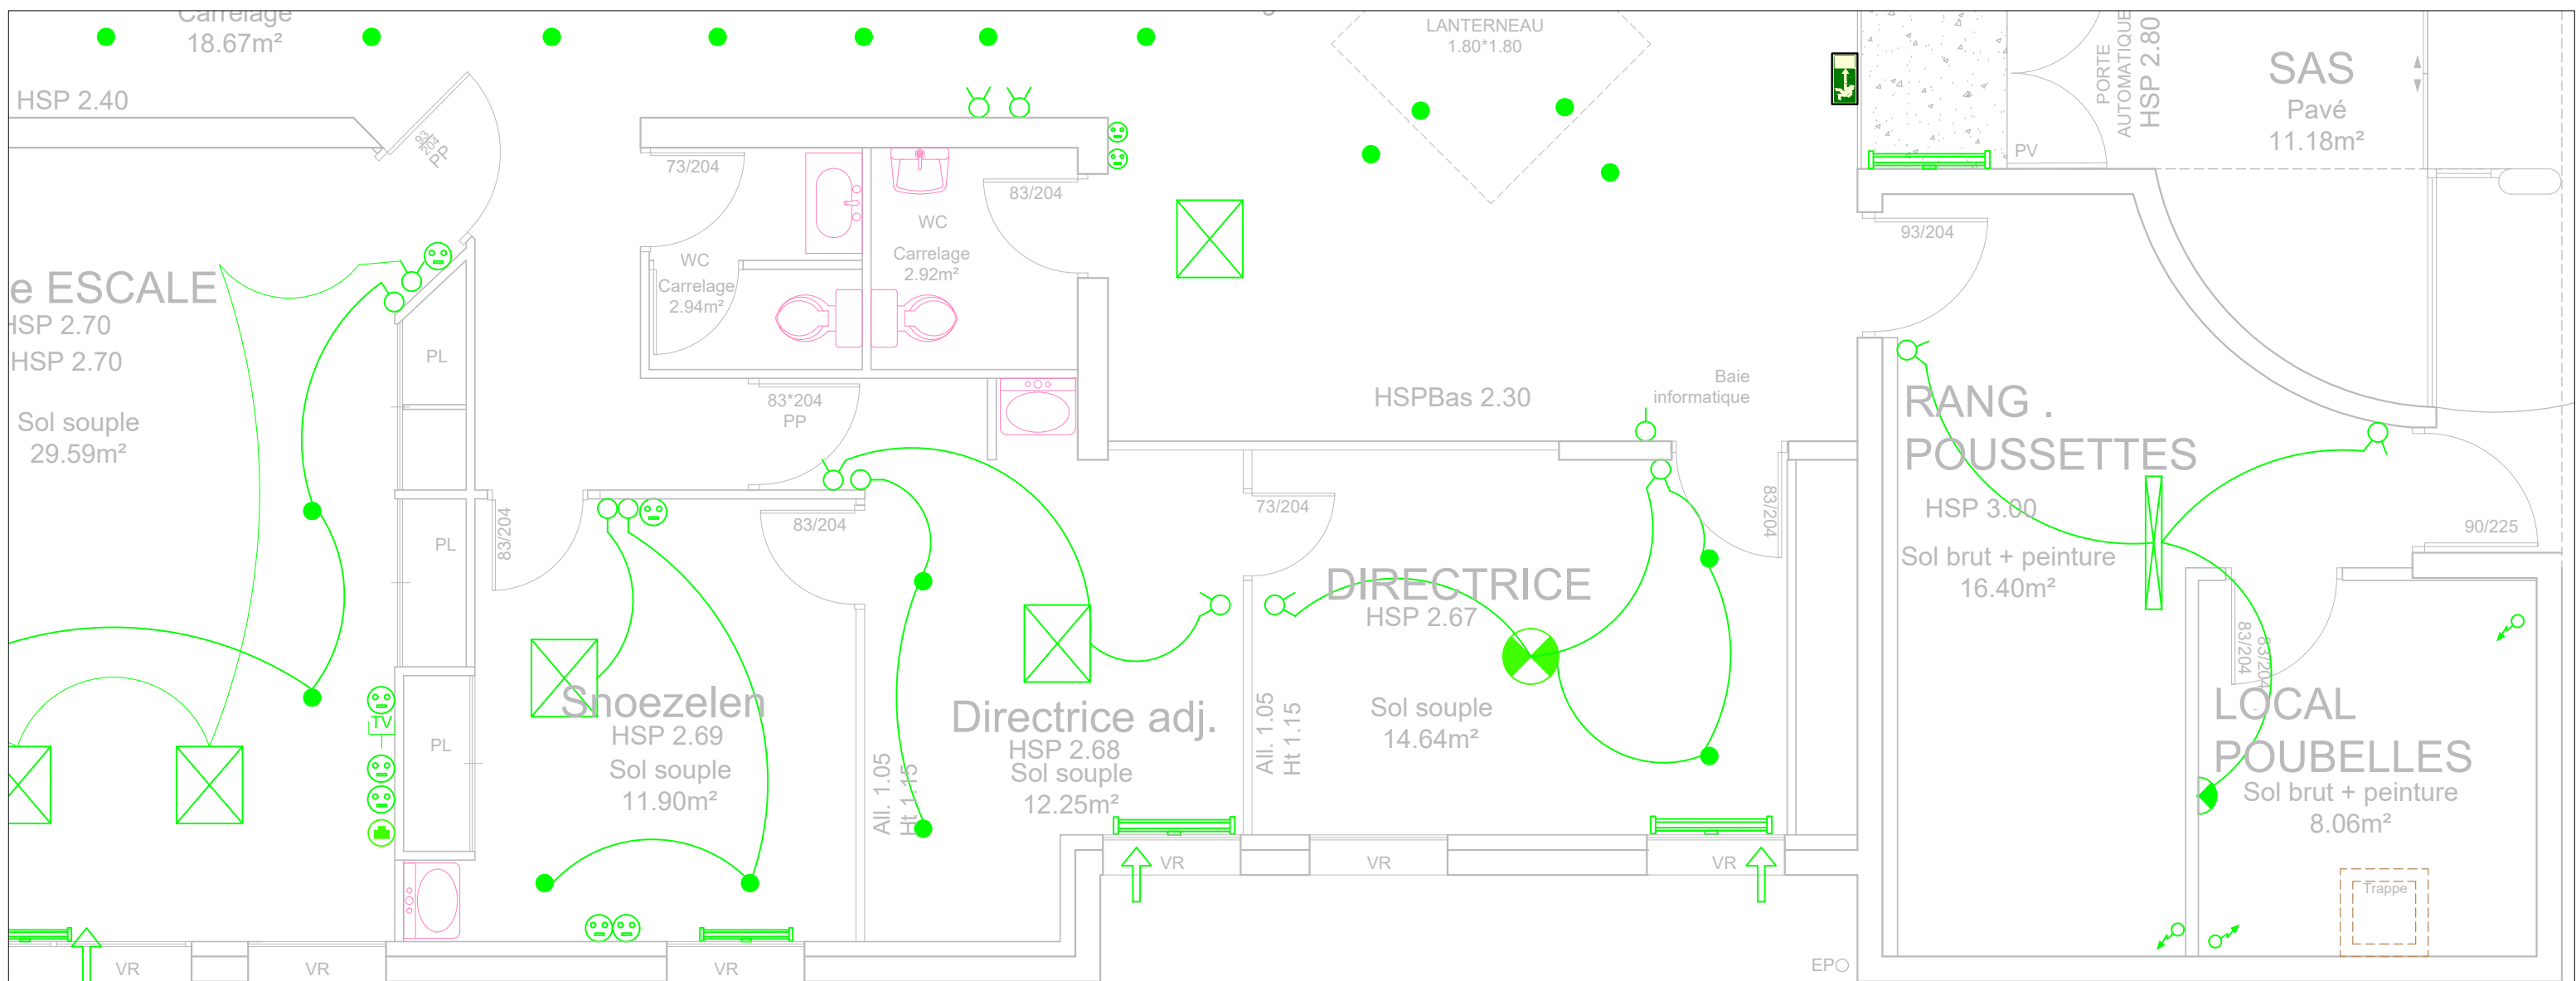 Carrelage
18.67m²
HSP 2.40
93/204
PP
e ESCALE
HSP 2.70
HSP 2.70
Sol souple
29.59m²
PL
PL
PL
TV
VR
VR
VR
73/204
WC
Carrelage
2.94m²
WC
Carrelage
2.92m²
83/204
83*204
PP
83/204
83/204
Snoezelen
HSP 2.69
Sol souple
11.90m²
All. 1.05
Ht 1.15
Directrice adj.
HSP 2.68
Sol souple
12.25m²
VR
LANTERNEAU
1.80*1.80
HSPBas 2.30
Baie
informatique
73/204
83/204
DIRECTRICE
HSP 2.67
Sol souple
14.64m²
All. 1.05
Ht 1.15
VR
VR
EP
PORTE
AUTOMATIQUE
HSP 2.80
PV
SAS
Pavé
11.18m²
93/204
RANG .
POUSSETTES
HSP 3.00
Sol brut + peinture
16.40m²
90/225
83/204
83/204
LOCAL
POUBELLES
Sol brut + peinture
8.06m²
Trappe